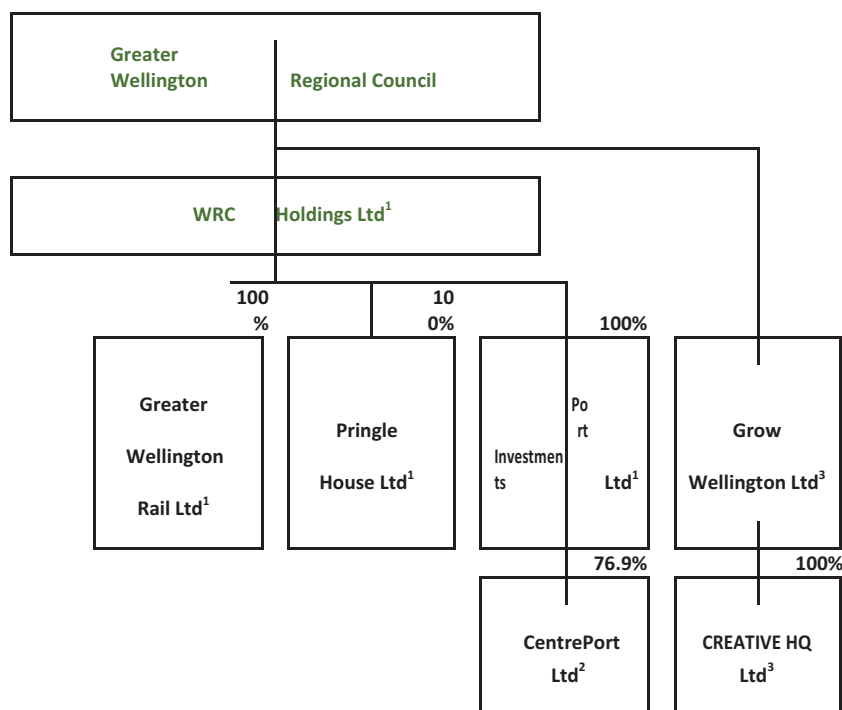 Greater
Wellington Regional Council
WRC Holdings Ltd¹
100
%
10
0%
100%
Greater
Wellington
Rail Ltd¹
Pringle
House Ltd¹
Po
rt
Investmen
ts
Ltd¹
Grow
Wellington Ltd³
76.9%
100%
CentrePort
Ltd²
CREATIVE HQ
Ltd³